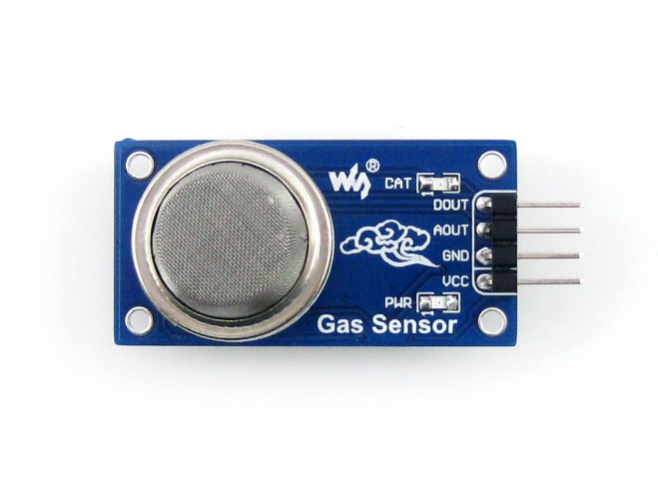 ®
CAT
DOUT
AOUT
GND
VCC
PWR
Gas Sensor